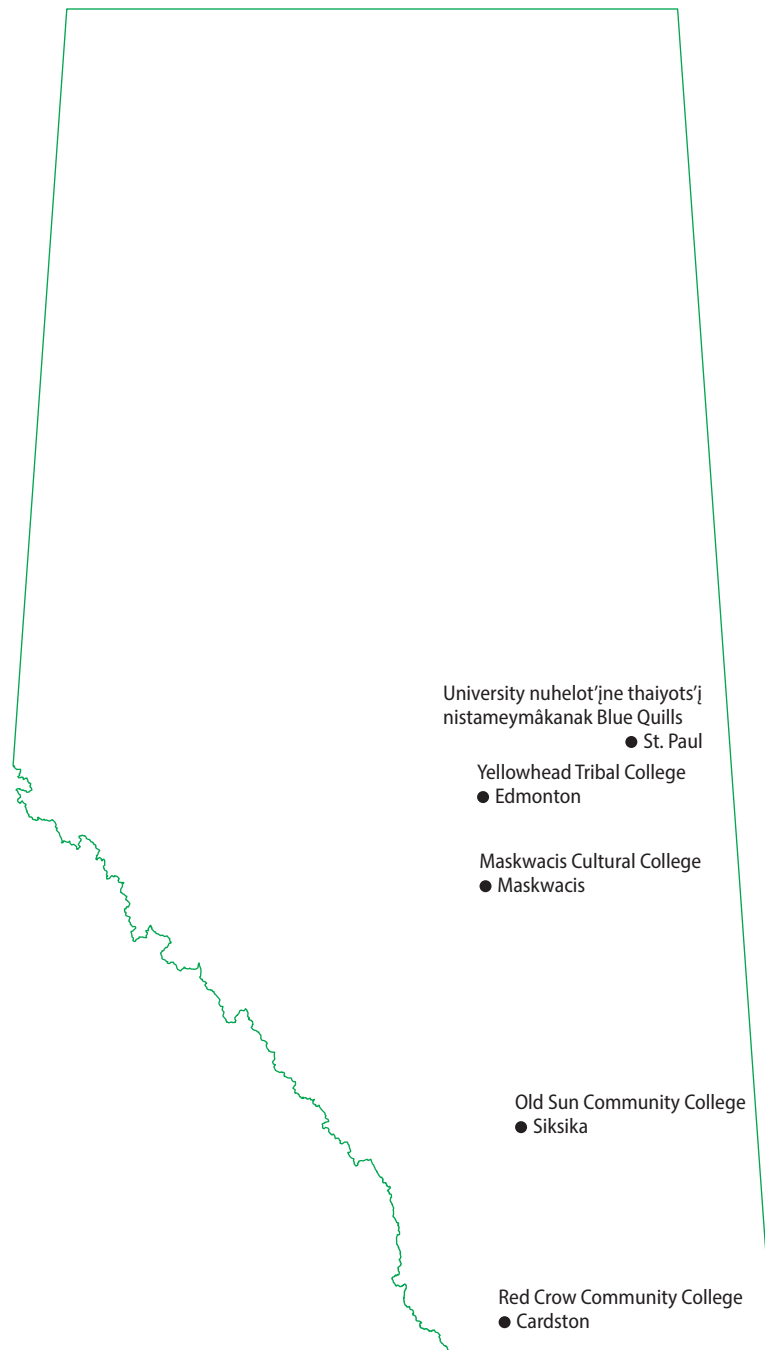 University nuhelot’įne thaiyots’į
nistameymâkanak Blue Quills
St. Paul
Yellowhead Tribal College
Edmonton
Maskwacis Cultural College
Maskwacis
Old Sun Community College
Siksika
Red Crow Community College
Cardston